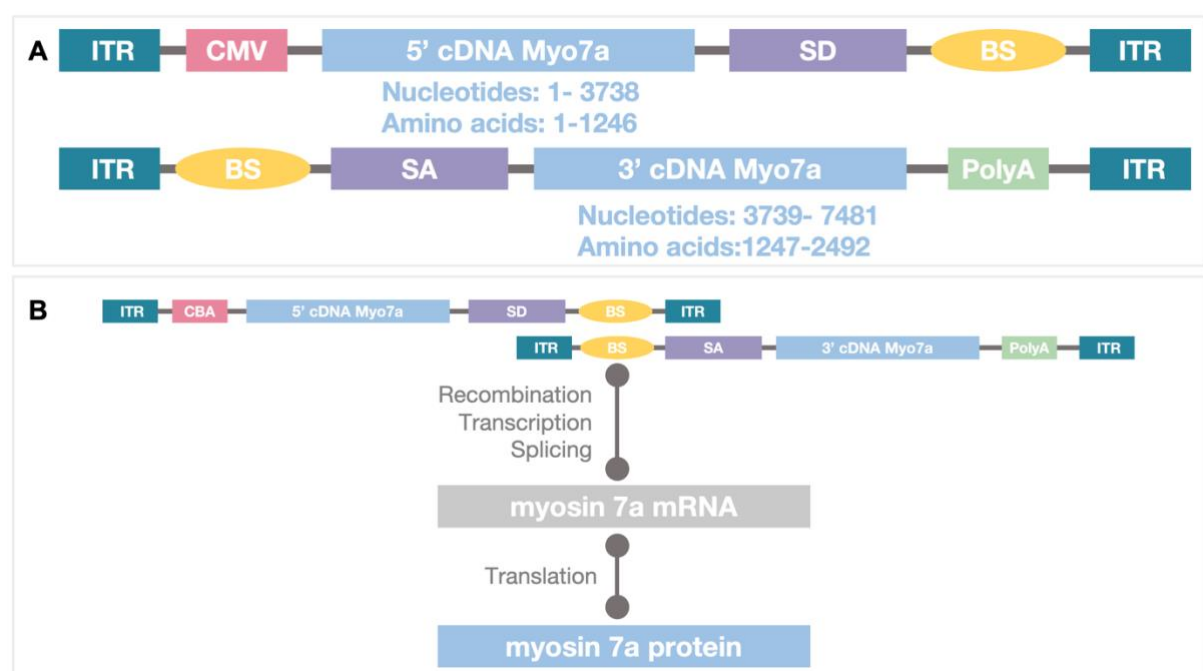 A
ITR CMV 5' cDNA Myo7a SD BS ITR
Nucleotides: 1- 3738
Amino acids: 1-1246
ITR BS SA 3' cDNA Myo7a PolyA ITR
Nucleotides: 3739- 7481
Amino acids:1247-2492
B
ITR CBA 5' cDNA Myo7a SD BS ITR
ITR BS SA 3' cDNA Myo7a PolyA ITR
Recombination
Transcription
Splicing
myosin 7a mRNA
Translation
myosin 7a protein